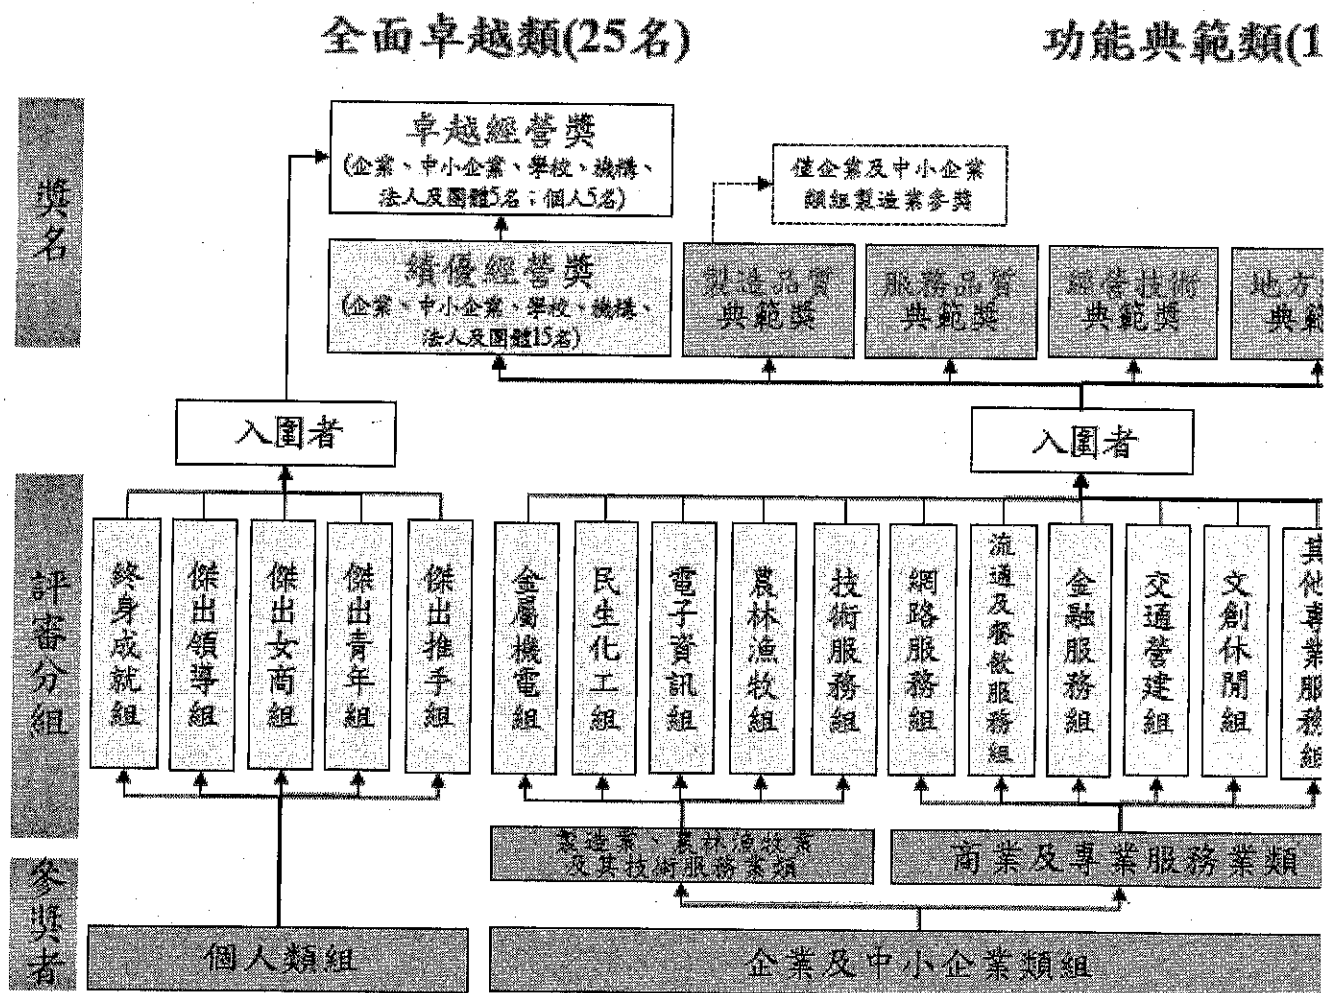 全面卓越類(25名)
功能典範類(1
獎名
卓越經營獎
(企業、中小企業、學校、機構、
法人及團體5名；個人5名)
僅企業及中小企業
類組製造業參獎
績優經營獎
(企業、中小企業、學校、機構、
法人及團體15名)
製造品質
典範獎
服務品質
典範獎
經營技術
典範獎
地方
典範
入圍者
入圍者
評審分組
終身成就組
傑出領導組
傑出女商組
傑出青年組
傑出推手組
金屬機電組
民生化工組
電子資訊組
農林漁牧組
技術服務組
網路服務組
流通及餐飲服務組
金融服務組
交通營建組
文創休閒組
其他專業服務組
製造業、農林漁牧業
及其技術服務業類
商業及專業服務業類
參獎者
個人類組
企業及中小企業類組